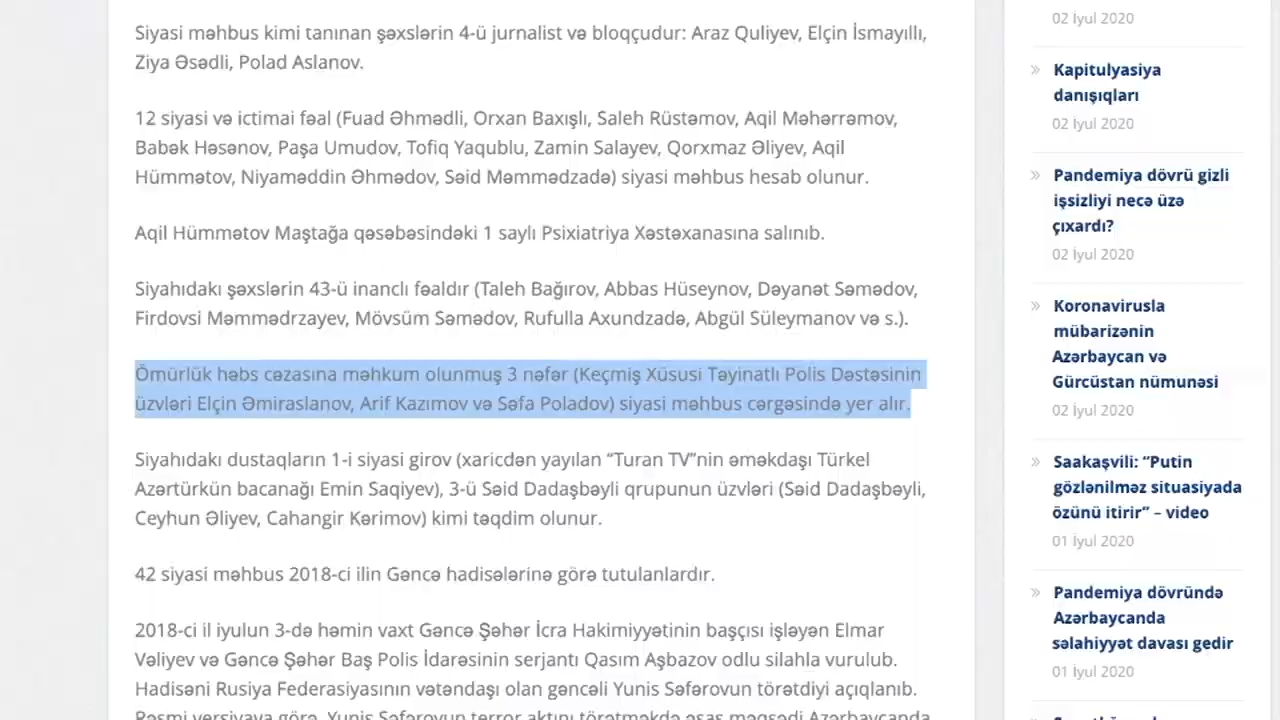 Siyasi məhbus kimi tanınan şəxslərin 4-ü jurnalist və bloqçudur: Araz Quliyev, Elçin İsmayıllı,
Ziya Əsədli, Polad Aslanov.
12 siyasi və ictimai fəal (Fuad Əhmədli, Orxan Baxışlı, Saleh Rüstəmov, Aqil Məhərrəmov,
Babək Həsənov, Paşa Umudov, Tofiq Yaqublu, Zamin Salayev, Qorxmaz Əliyev, Aqil
Hümmətov, Niyaməddin Əhmədov, Səid Məmmədzadə) siyasi məhbus hesab olunur.
Aqil Hümmətov Maştağa qəsəbəsindəki 1 saylı Psixiatriya Xəstəxanasına salınıb.
Siyahıdakı şəxslərin 43-ü inanclı fəaldır (Taleh Bağırov, Abbas Hüseynov, Dəyanət Səmədov,
Firdovsi Məmmədrzayev, Mövsüm Səmədov, Rufulla Axundzadə, Abgül Süleymanov və s.).
Ömürlük həbs cəzasına məhkum olunmuş 3 nəfər (Keçmiş Xüsusi Təyinatlı Polis Dəstəsinin
üzvləri Elçin Əmiraslanov, Arif Kazımov və Səfa Poladov) siyasi məhbus cərgəsində yer alır.
Siyahıdakı dustaqların 1-i siyasi girov (xaricdən yayılan “Turan TV”nin əməkdaşı Türkel
Azərtürkün bacanağı Emin Saqiyev), 3-ü Səid Dadaşbəyli qrupunun üzvləri (Səid Dadaşbəyli,
Ceyhun Əliyev, Cahangir Kərimov) kimi təqdim olunur.
42 siyasi məhbus 2018-ci ilin Gəncə hadisələrinə görə tutulanlardır.
2018-ci il iyulun 3-də həmin vaxt Gəncə Şəhər İcra Hakimiyyətinin başçısı işləyən Elmar
Vəliyev və Gəncə Şəhər Baş Polis İdarəsinin serjantı Qasım Aşbazov odlu silahla vurulub.
Hadisəni Rusiya Federasiyasının vətəndaşı olan gəncəli Yunis Səfərovun törətdiyi açıqlanıb.
Rəsmi versiyaya görə, Yunis Səfərovun terror aktını törətməkdə əsas məqsədi Azərbaycanda
02 İyul 2020
Kapitulyasiya
danışıqları
02 İyul 2020
Pandemiya dövrü gizli
işsizliyi necə üzə
çıxardı?
02 İyul 2020
Koronavirusla
mübarizənin
Azərbaycan və
Gürcüstan nümunəsi
02 İyul 2020
Saakaşvili: “Putin
gözlənilməz situasiyada
özünü itirir” – video
01 İyul 2020
Pandemiya dövründə
Azərbaycanda
səlahiyyət davası gedir
01 İyul 2020